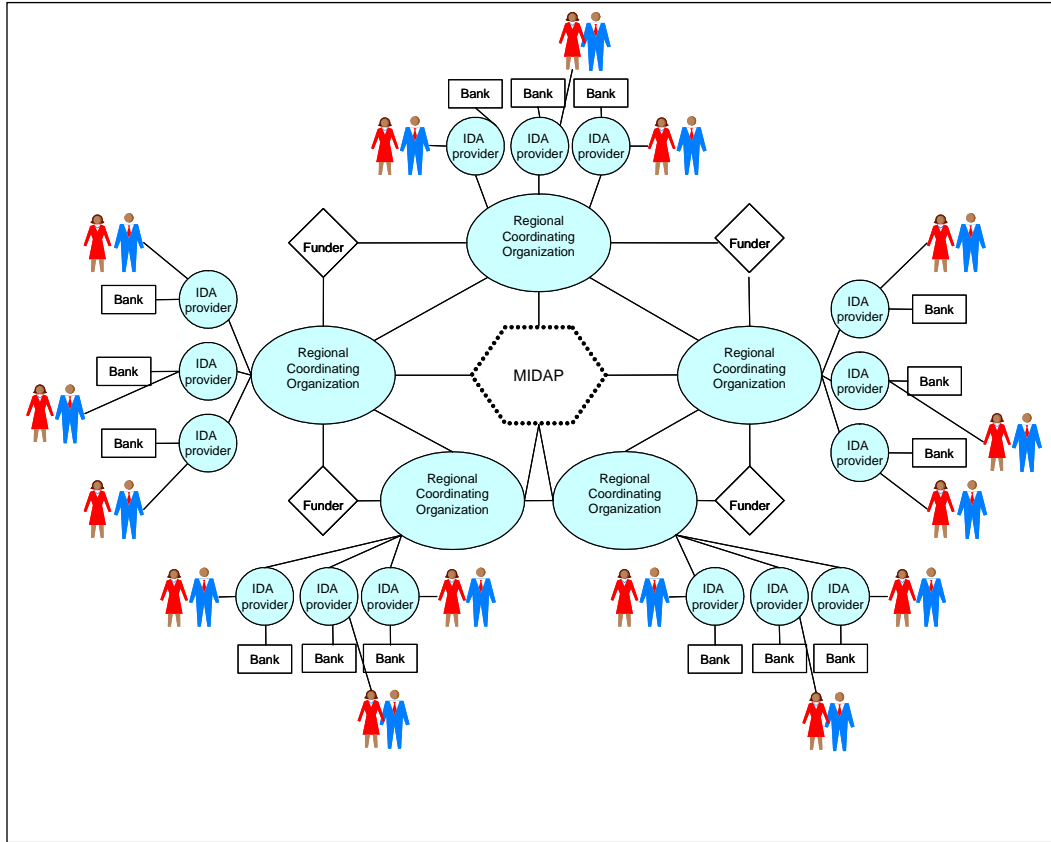 Bank
Bank
Bank
IDA
provider
IDA
provider
IDA
provider
Regional
Coordinating
Organization
Funder
Funder
IDA
provider
Bank
IDA
provider
Bank
Regional
Coordinating
Organization
MIDAP
Regional
Coordinating
Organization
Bank
IDA
provider
IDA
provider
Bank
Bank
IDA
provider
IDA
provider
Bank
Funder
Regional
Coordinating
Organization
Regional
Coordinating
Organization
Funder
IDA
provider
IDA
provider
IDA
provider
IDA
provider
IDA
provider
IDA
provider
Bank
Bank
Bank
Bank
Bank
Bank